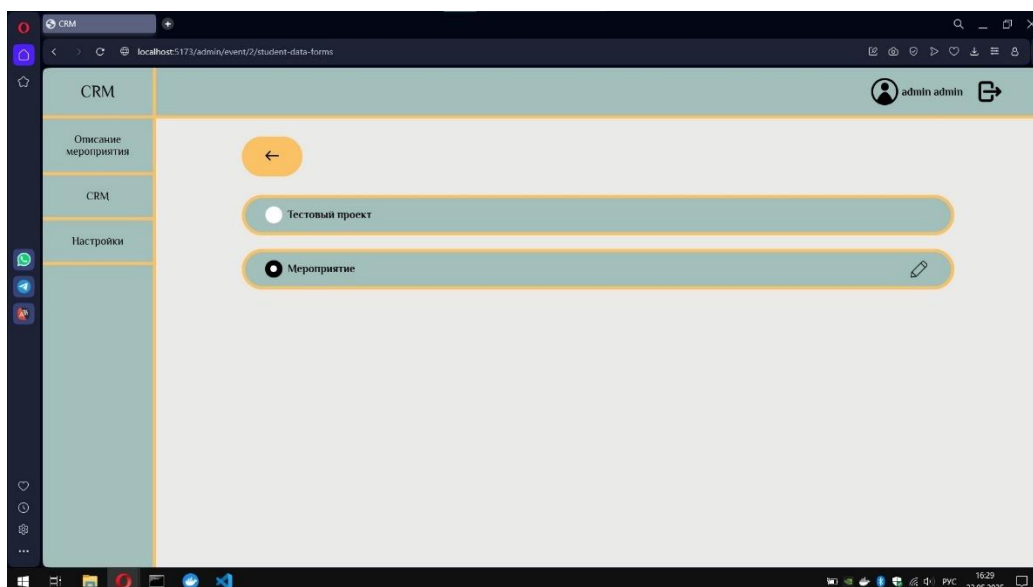 CRM
localhost:5173/admin/event/2/student-data-forms
CRM
admin admin
Описание
мероприятия
CRM
Настройки
Тестовый проект
Мероприятие
РУС
16:29